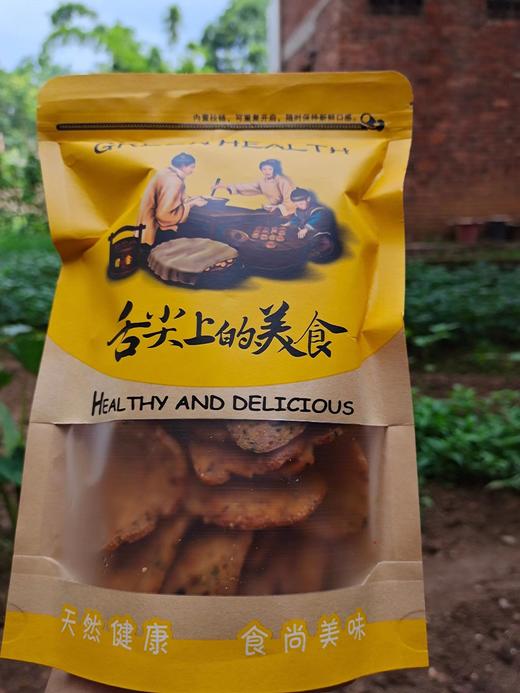 内置拉链,可重复开启,随时保持新鲜口感。
GREEN HEALTH
舌尖上的美食
HEALTHY AND DELICIOUS
天然健康 食尚美味